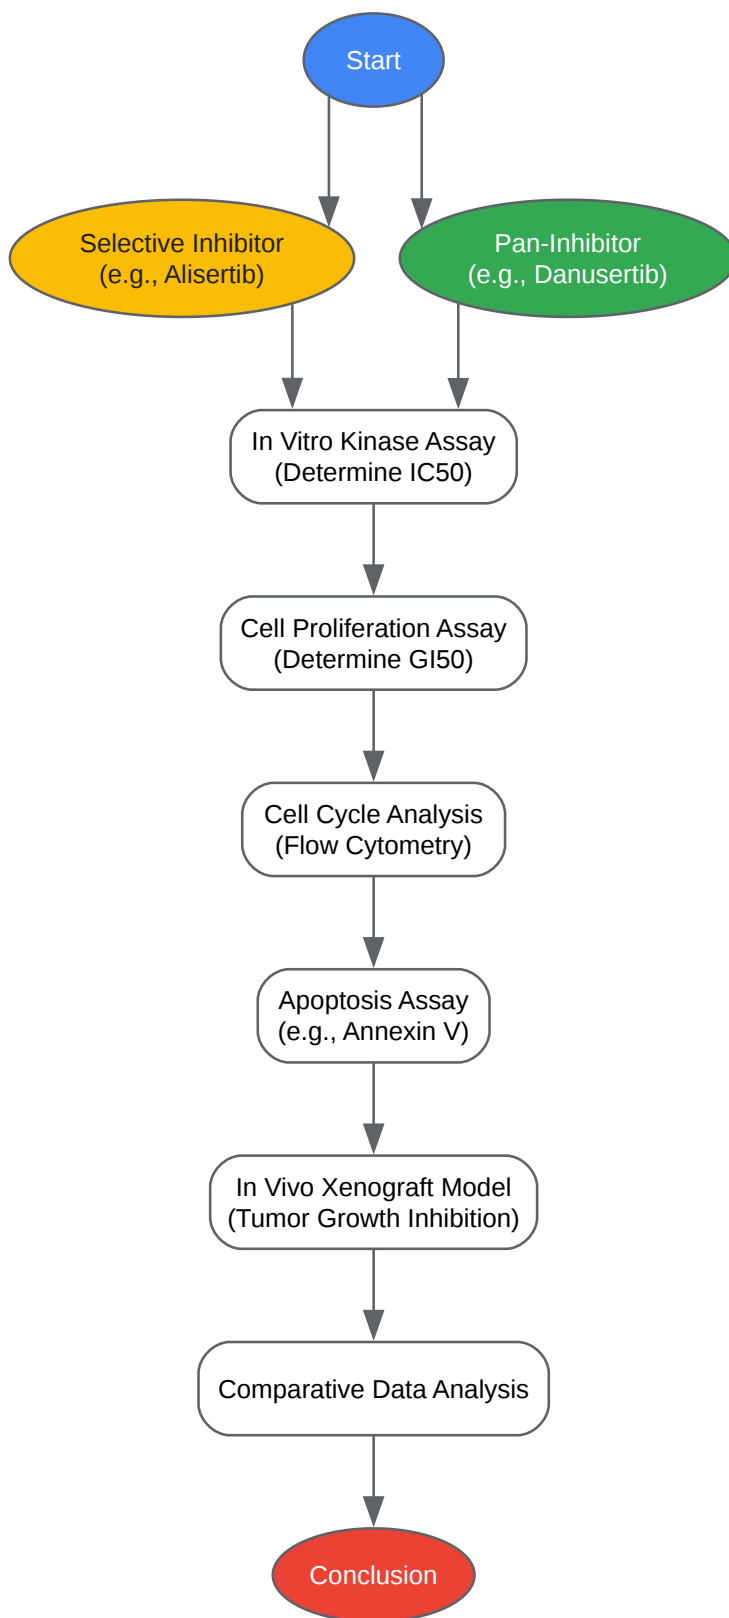 Start
Selective Inhibitor
(e.g., Alisertib)
Pan-Inhibitor
(e.g., Danusertib)
In Vitro Kinase Assay
(Determine IC50)
Cell Proliferation Assay
(Determine GI50)
Cell Cycle Analysis
(Flow Cytometry)
Apoptosis Assay
(e.g., Annexin V)
In Vivo Xenograft Model
(Tumor Growth Inhibition)
Comparative Data Analysis
Conclusion